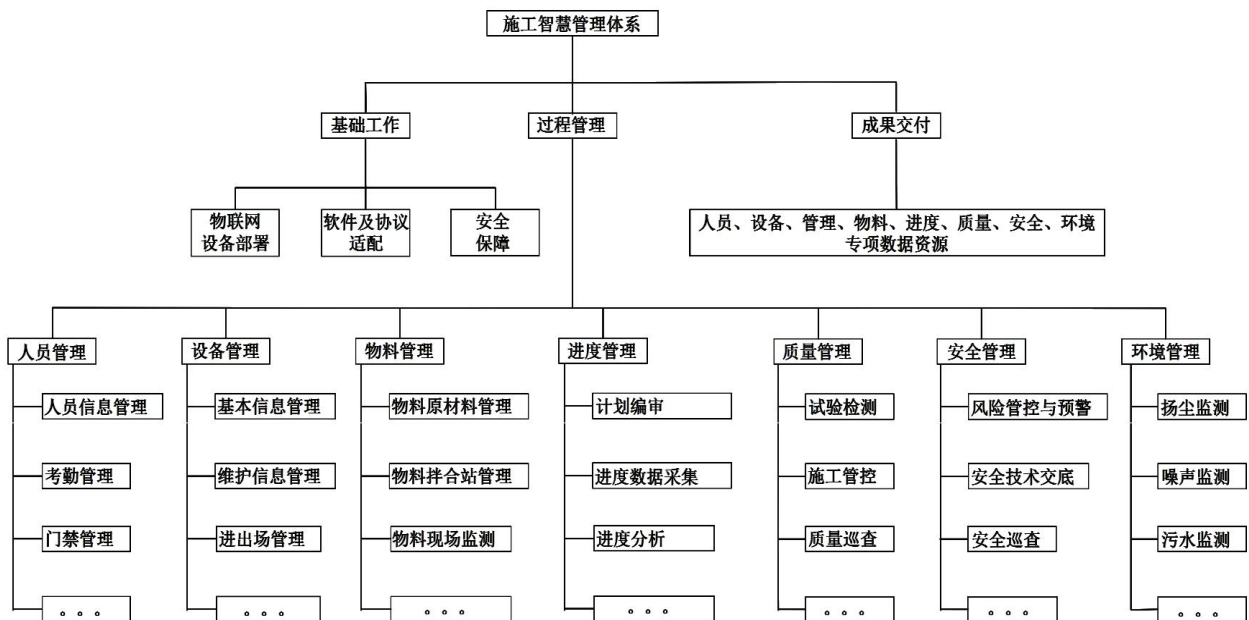 施工智慧管理体系
基础工作
过程管理
成果交付
物联网
设备部署
软件及协议
适配
安全
保障
人员、设备、管理、物料、进度、质量、安全、环境
专项数据资源
人员管理
设备管理
物料管理
进度管理
质量管理
安全管理
环境管理
人员信息管理
基本信息管理
物料原材料管理
计划编审
试验检测
风险管控与预警
扬尘监测
考勤管理
维护信息管理
物料拌合站管理
进度数据采集
施工管控
安全技术交底
噪声监测
门禁管理
进出场管理
物料现场监测
进度分析
质量巡查
安全巡查
污水监测
。。。
。。。
。。。
。。。
。。。
。。。
。。。